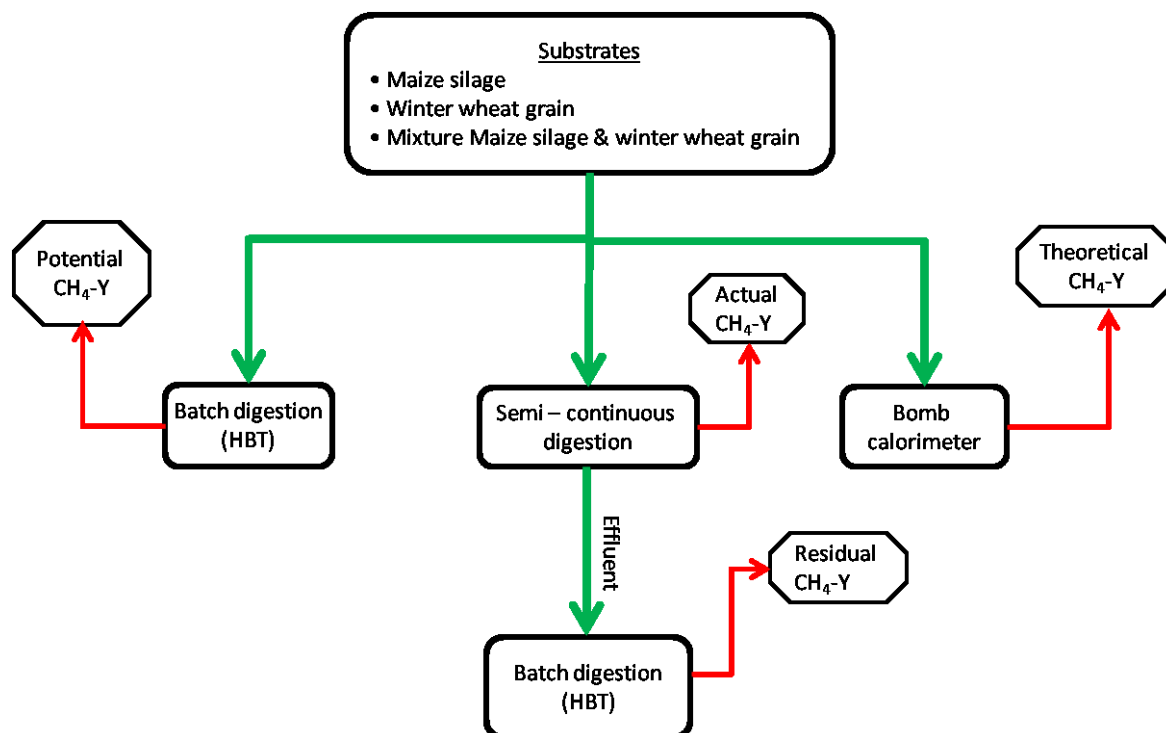 Substrates
• Maize silage
• Winter wheat grain
• Mixture Maize silage & winter wheat grain
Potential
CH₄-Y
Actual
CH₄-Y
Theoretical
CH₄-Y
Batch digestion
(HBT)
Semi – continuous
digestion
Bomb
calorimeter
Effluent
Residual
CH₄-Y
Batch digestion
(HBT)